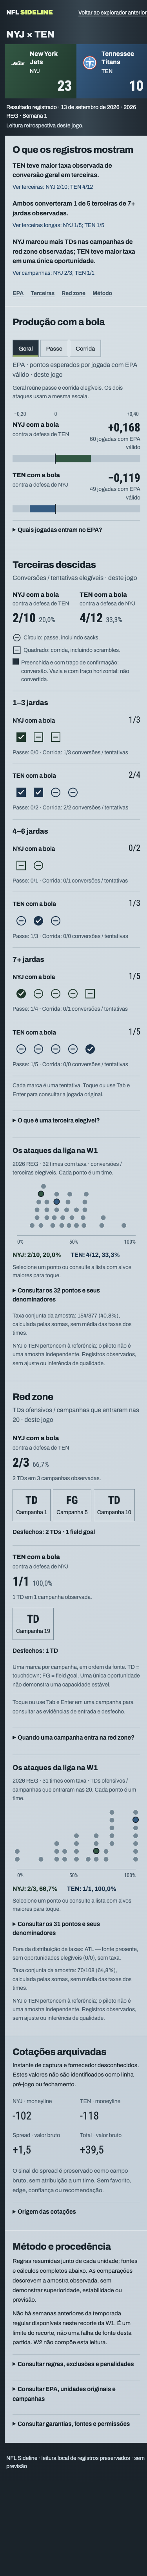 NFL SIDELINE
Voltar ao explorador anterior
NYJ x TEN
New York
Jets
NYJ
23
Tennessee
Titans
TEN
10
Resultado registrado · 13 de setembro de 2026 · 2026
REG · Semana 1
Leitura retrospectiva deste jogo.
O que os registros mostram
TEN teve maior taxa observada de
conversão geral em terceiras.
Ver terceiras: NYJ 2/10; TEN 4/12
Ambos converteram 1 de 5 terceiras de 7+
jardas observadas.
Ver terceiras longas: NYJ 1/5; TEN 1/5
NYJ marcou mais TDs nas campanhas de
red zone observadas; TEN teve maior taxa
em uma única oportunidade.
Ver campanhas: NYJ 2/3; TEN 1/1
EPA Terceiras Red zone Método
Produção com a bola
Geral Passe Corrida
EPA · pontos esperados por jogada com EPA
válido · deste jogo
Geral reúne passe e corrida elegíveis. Os dois
ataques usam a mesma escala.
−0,20 0 +0,40
NYJ com a bola
contra a defesa de TEN
+0,168
60 jogadas com EPA
válido
TEN com a bola
contra a defesa de NYJ
−0,119
49 jogadas com EPA
válido
Quais jogadas entram no EPA?
Terceiras descidas
Conversões / tentativas elegíveis · deste jogo
NYJ com a bola
contra a defesa de TEN
2/10 20,0%
TEN com a bola
contra a defesa de NYJ
4/12 33,3%
Círculo: passe, incluindo sacks.
Quadrado: corrida, incluindo scrambles.
Preenchida e com traço de confirmação:
conversão. Vazia e com traço horizontal: não
convertida.
1–3 jardas
NYJ com a bola 1/3
Passe: 0/0 · Corrida: 1/3 conversões / tentativas
TEN com a bola 2/4
Passe: 0/2 · Corrida: 2/2 conversões / tentativas
4–6 jardas
NYJ com a bola 0/2
Passe: 0/1 · Corrida: 0/1 conversões / tentativas
TEN com a bola 1/3
Passe: 1/3 · Corrida: 0/0 conversões / tentativas
7+ jardas
NYJ com a bola 1/5
Passe: 1/4 · Corrida: 0/1 conversões / tentativas
TEN com a bola 1/5
Passe: 1/5 · Corrida: 0/0 conversões / tentativas
Cada marca é uma tentativa. Toque ou use Tab e
Enter para consultar a jogada original.
O que é uma terceira elegível?
Os ataques da liga na W1
2026 REG · 32 times com taxa · conversões /
terceiras elegíveis. Cada ponto é um time.
0% 50% 100%
NYJ: 2/10, 20,0% TEN: 4/12, 33,3%
Selecione um ponto ou consulte a lista com alvos
maiores para toque.
Consultar os 32 pontos e seus
denominadores
Taxa conjunta da amostra: 154/377 (40,8%),
calculada pelas somas, sem média das taxas dos
times.
NYJ e TEN pertencem à referência; o piloto não é
uma amostra independente. Registros observados,
sem ajuste ou inferência de qualidade.
Red zone
TDs ofensivos / campanhas que entraram nas
20 · deste jogo
NYJ com a bola
contra a defesa de TEN
2/3 66,7%
2 TDs em 3 campanhas observadas.
TD
Campanha 1
FG
Campanha 5
TD
Campanha 10
Desfechos: 2 TDs · 1 field goal
TEN com a bola
contra a defesa de NYJ
1/1 100,0%
1 TD em 1 campanha observada.
TD
Campanha 19
Desfechos: 1 TD
Uma marca por campanha, em ordem de fonte. TD =
touchdown; FG = field goal. Uma única oportunidade
não demonstra uma capacidade estável.
Toque ou use Tab e Enter em uma campanha para
consultar as evidências de entrada e desfecho.
Quando uma campanha entra na red zone?
Os ataques da liga na W1
2026 REG · 31 times com taxa · TDs ofensivos /
campanhas que entraram nas 20. Cada ponto é um
time.
0% 50% 100%
NYJ: 2/3, 66,7% TEN: 1/1, 100,0%
Selecione um ponto ou consulte a lista com alvos
maiores para toque.
Consultar os 31 pontos e seus
denominadores
Fora da distribuição de taxas: ATL — fonte presente,
sem oportunidades elegíveis (0/0), sem taxa.
Taxa conjunta da amostra: 70/108 (64,8%),
calculada pelas somas, sem média das taxas dos
times.
NYJ e TEN pertencem à referência; o piloto não é
uma amostra independente. Registros observados,
sem ajuste ou inferência de qualidade.
Cotações arquivadas
Instante de captura e fornecedor desconhecidos.
Estes valores não são identificados como linha
pré-jogo ou fechamento.
NYJ · moneyline
-102
TEN · moneyline
-118
Spread · valor bruto
+1,5
Total · valor bruto
+39,5
O sinal do spread é preservado como campo
bruto, sem atribuição a um time. Sem favorito,
edge, confiança ou recomendação.
Origem das cotações
Método e procedência
Regras resumidas junto de cada unidade; fontes
e cálculos completos abaixo. As comparações
descrevem a amostra observada, sem
demonstrar superioridade, estabilidade ou
previsão.
Não há semanas anteriores da temporada
regular disponíveis neste recorte da W1. É um
limite do recorte, não uma falha de fonte desta
partida. W2 não compõe esta leitura.
Consultar regras, exclusões e penalidades
Consultar EPA, unidades originais e
campanhas
Consultar garantias, fontes e permissões
NFL Sideline · leitura local de registros preservados · sem
previsão